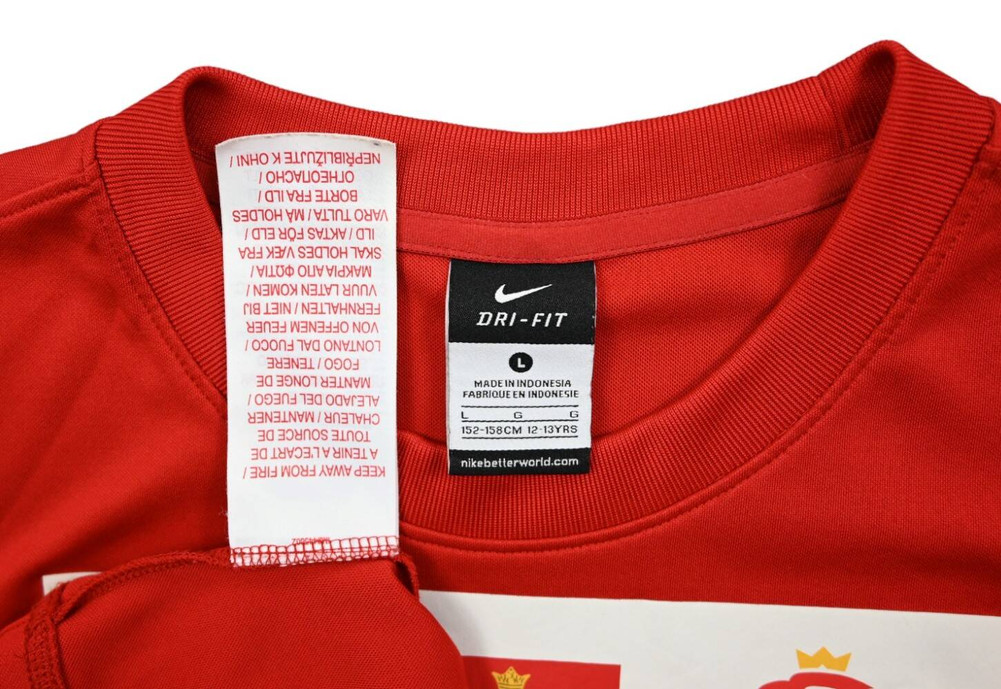 KEEP AWAY FROM FIRE /
A TENIR A L'ECART DE
TOUTE SOURCE DE
CHALEUR / MANTENER
ALEJADO DEL FUEGO /
MANTER LONGE DE
FOGO / TENERE
LONTANO DAL FUOCO /
VON OFFENEM FEUER
FERNHALTEN / NIET BIJ
VUUR LATEN KOMEN /
ΜΑΚΡΙΑ ΑΠΟ ΦΩΤΙΑ /
SKAL HOLDES VÆK FRA
ILD / AKTAS FÖR ELD /
VARO TULTA / MÅ HOLDES
BORTE FRA ILD /
ОГНЕОПАСНО /
NEPŘIBLIŽUJTE K OHNI /
DRI-FIT
L
MADE IN INDONESIA
FABRIQUE EN INDONESIE
L G G
152-158CM 12-13YRS
nikebetterworld.com